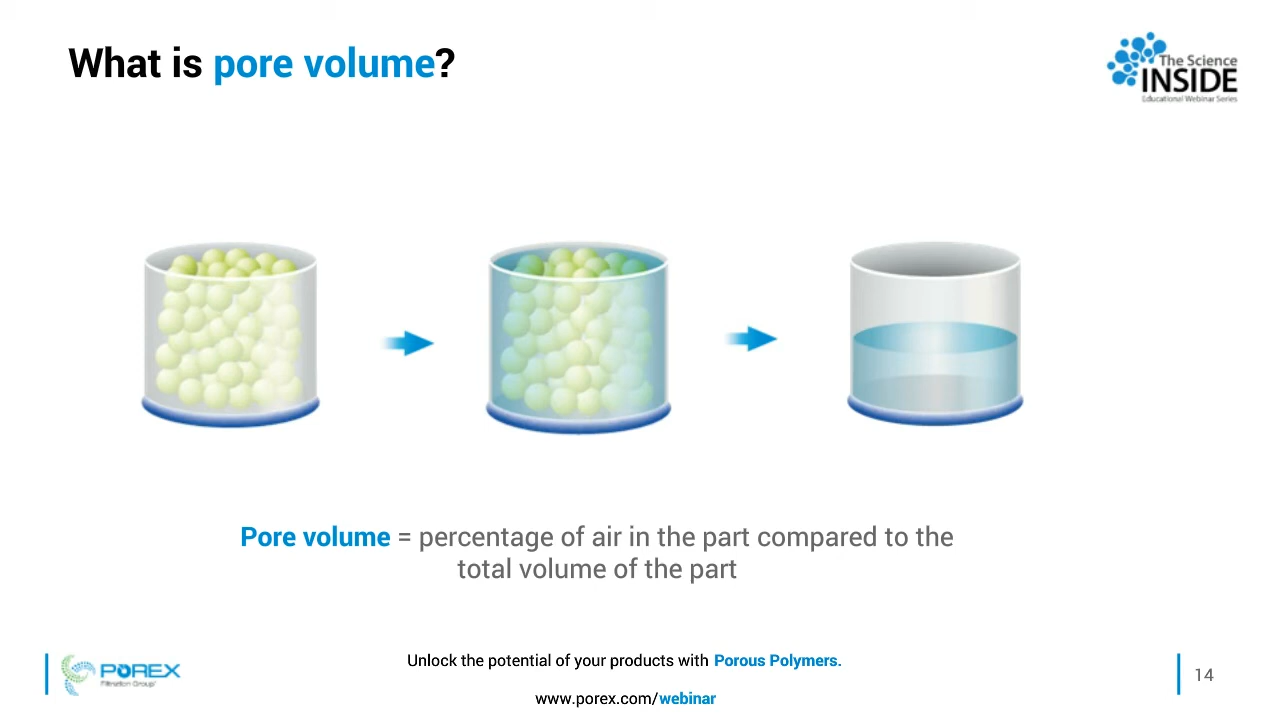 What is pore volume?
The Science
INSIDE
Educational Webinar Series
Pore volume = percentage of air in the part compared to the
total volume of the part
POREX
Filtration Group
Unlock the potential of your products with Porous Polymers.
www.porex.com/webinar
14